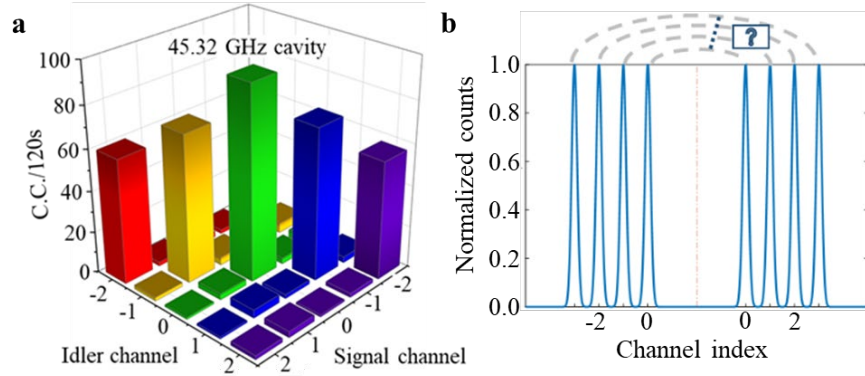 a
45.32 GHz cavity
C.C./120s
100
80
60
40
20
0
-2
-1
0
1
2
Idler channel
2
1
0
-1
-2
Signal channel
b
?
Normalized counts
1.0
0.8
0.6
0.4
0.2
0.0
-2 0 0 2
Channel index